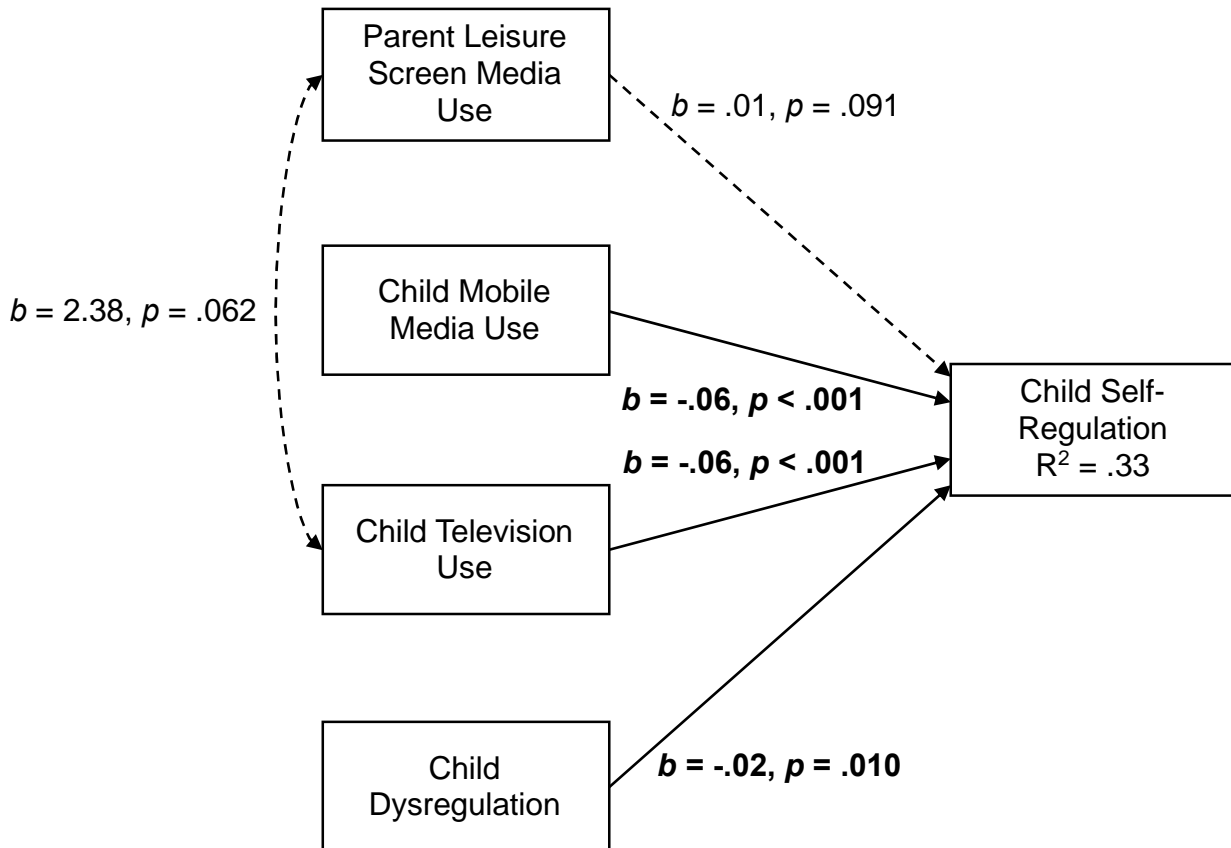 Parent Leisure
Screen Media
Use
b = .01, p = .091
Child Mobile
Media Use
b = 2.38, p = .062
b = -.06, p < .001
Child Self-
Regulation
R² = .33
b = -.06, p < .001
Child Television
Use
Child
Dysregulation
b = -.02, p = .010